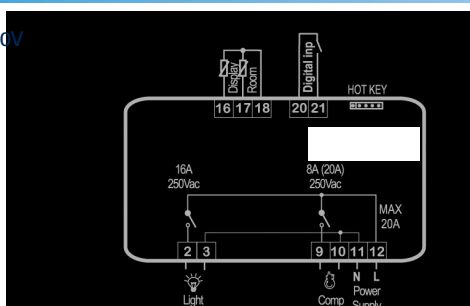 0V
Display
Room
Digital inp
HOT KEY
16 17 18
20 21
16A
250Vac
8A (20A)
250Vac
MAX
20A
2 3
9 10 11 12
N L
Light
Comp
Power
Supply